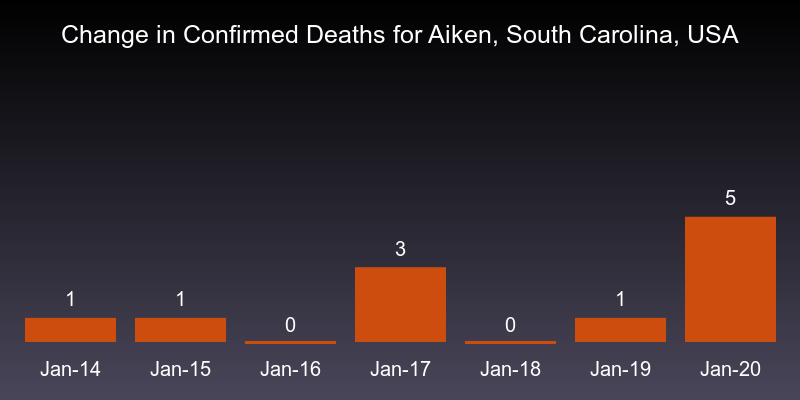 Change in Confirmed Deaths for Aiken, South Carolina, USA
5
3
1 1 1
0 0
Jan-14 Jan-15 Jan-16 Jan-17 Jan-18 Jan-19 Jan-20